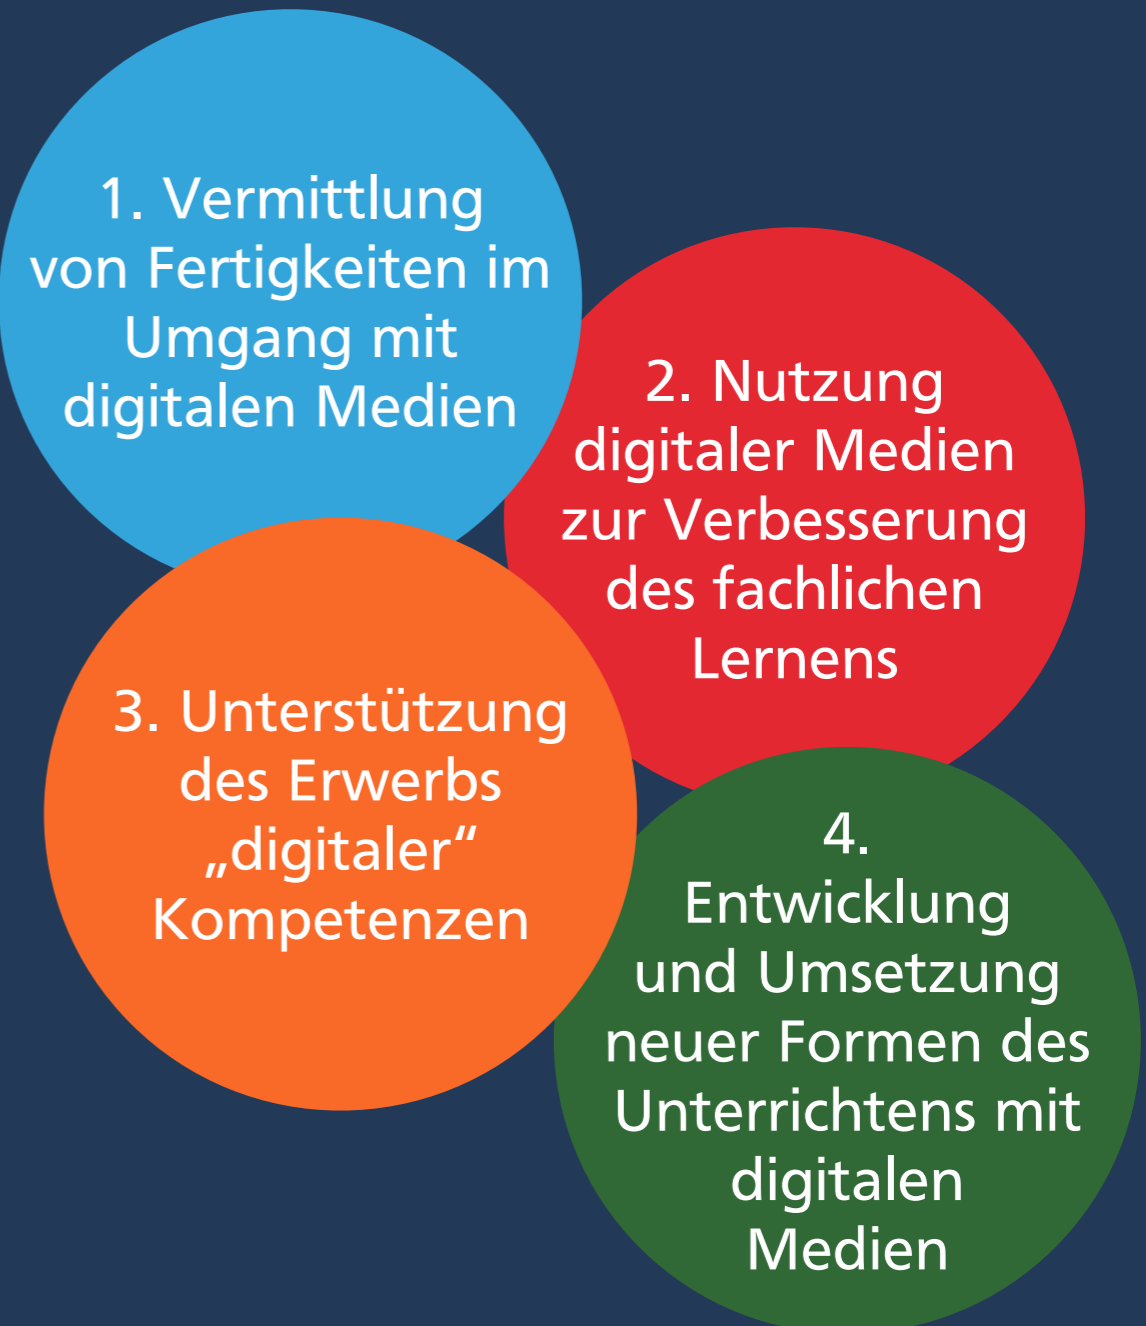 1. Vermittlung
von Fertigkeiten im
Umgang mit
digitalen Medien
2. Nutzung
digitaler Medien
zur Verbesserung
des fachlichen
Lernens
3. Unterstützung
des Erwerbs
„digitaler“
Kompetenzen
4.
Entwicklung
und Umsetzung
neuer Formen des
Unterrichtens mit
digitalen
Medien